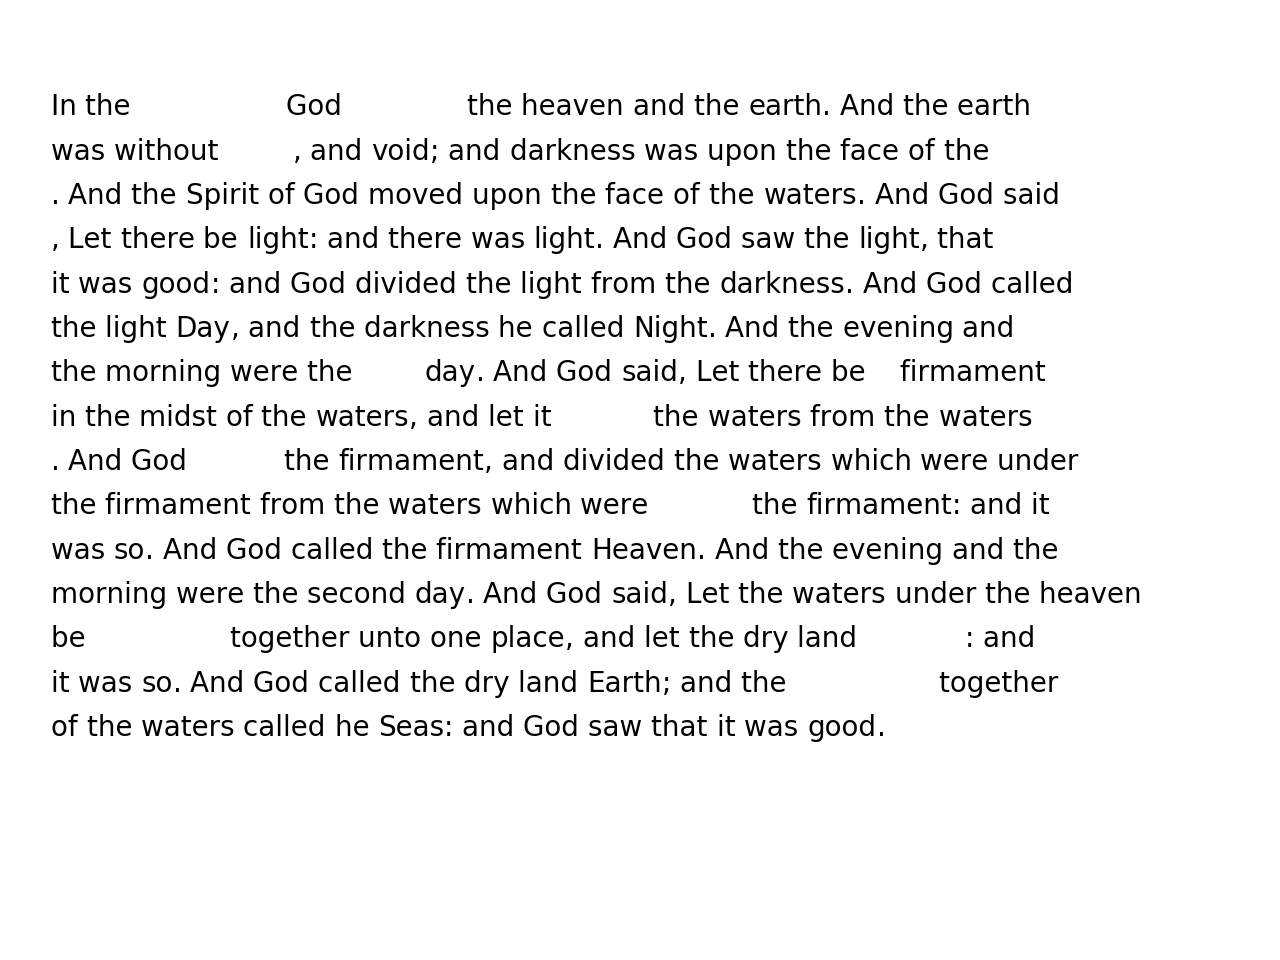 In the God the heaven and the earth. And the earth
was without , and void; and darkness was upon the face of the
. And the Spirit of God moved upon the face of the waters. And God said
, Let there be light: and there was light. And God saw the light, that
it was good: and God divided the light from the darkness. And God called
the light Day, and the darkness he called Night. And the evening and
the morning were the day. And God said, Let there be firmament
in the midst of the waters, and let it the waters from the waters
. And God the firmament, and divided the waters which were under
the firmament from the waters which were the firmament: and it
was so. And God called the firmament Heaven. And the evening and the
morning were the second day. And God said, Let the waters under the heaven
be together unto one place, and let the dry land : and
it was so. And God called the dry land Earth; and the together
of the waters called he Seas: and God saw that it was good.